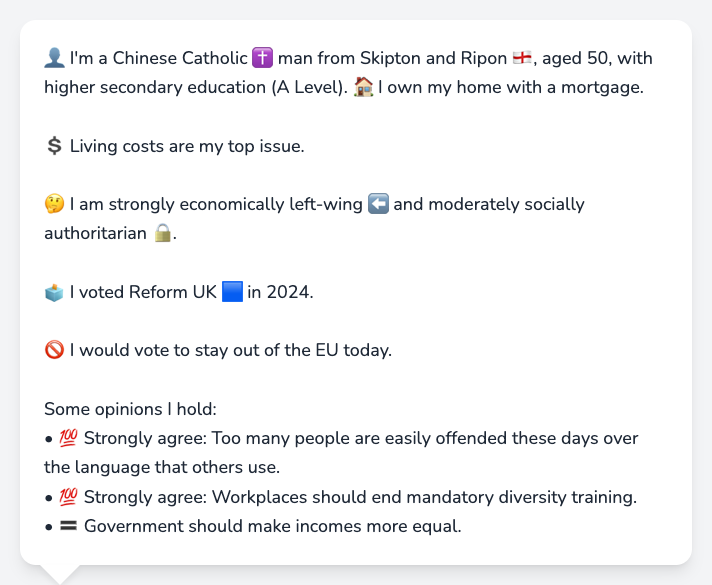 👤 I'm a Chinese Catholic ✝️ man from Skipton and Ripon 🏴󠁧󠁢󠁥󠁮󠁧󠁿, aged 50, with
higher secondary education (A Level). 🏠 I own my home with a mortgage.
💲 Living costs are my top issue.
🤔 I am strongly economically left-wing ⬅️ and moderately socially
authoritarian 🔒.
🗳️ I voted Reform UK 🟦 in 2024.
🚫 I would vote to stay out of the EU today.
Some opinions I hold:
• 💯 Strongly agree: Too many people are easily offended these days over
the language that others use.
• 💯 Strongly agree: Workplaces should end mandatory diversity training.
• 🟰 Government should make incomes more equal.